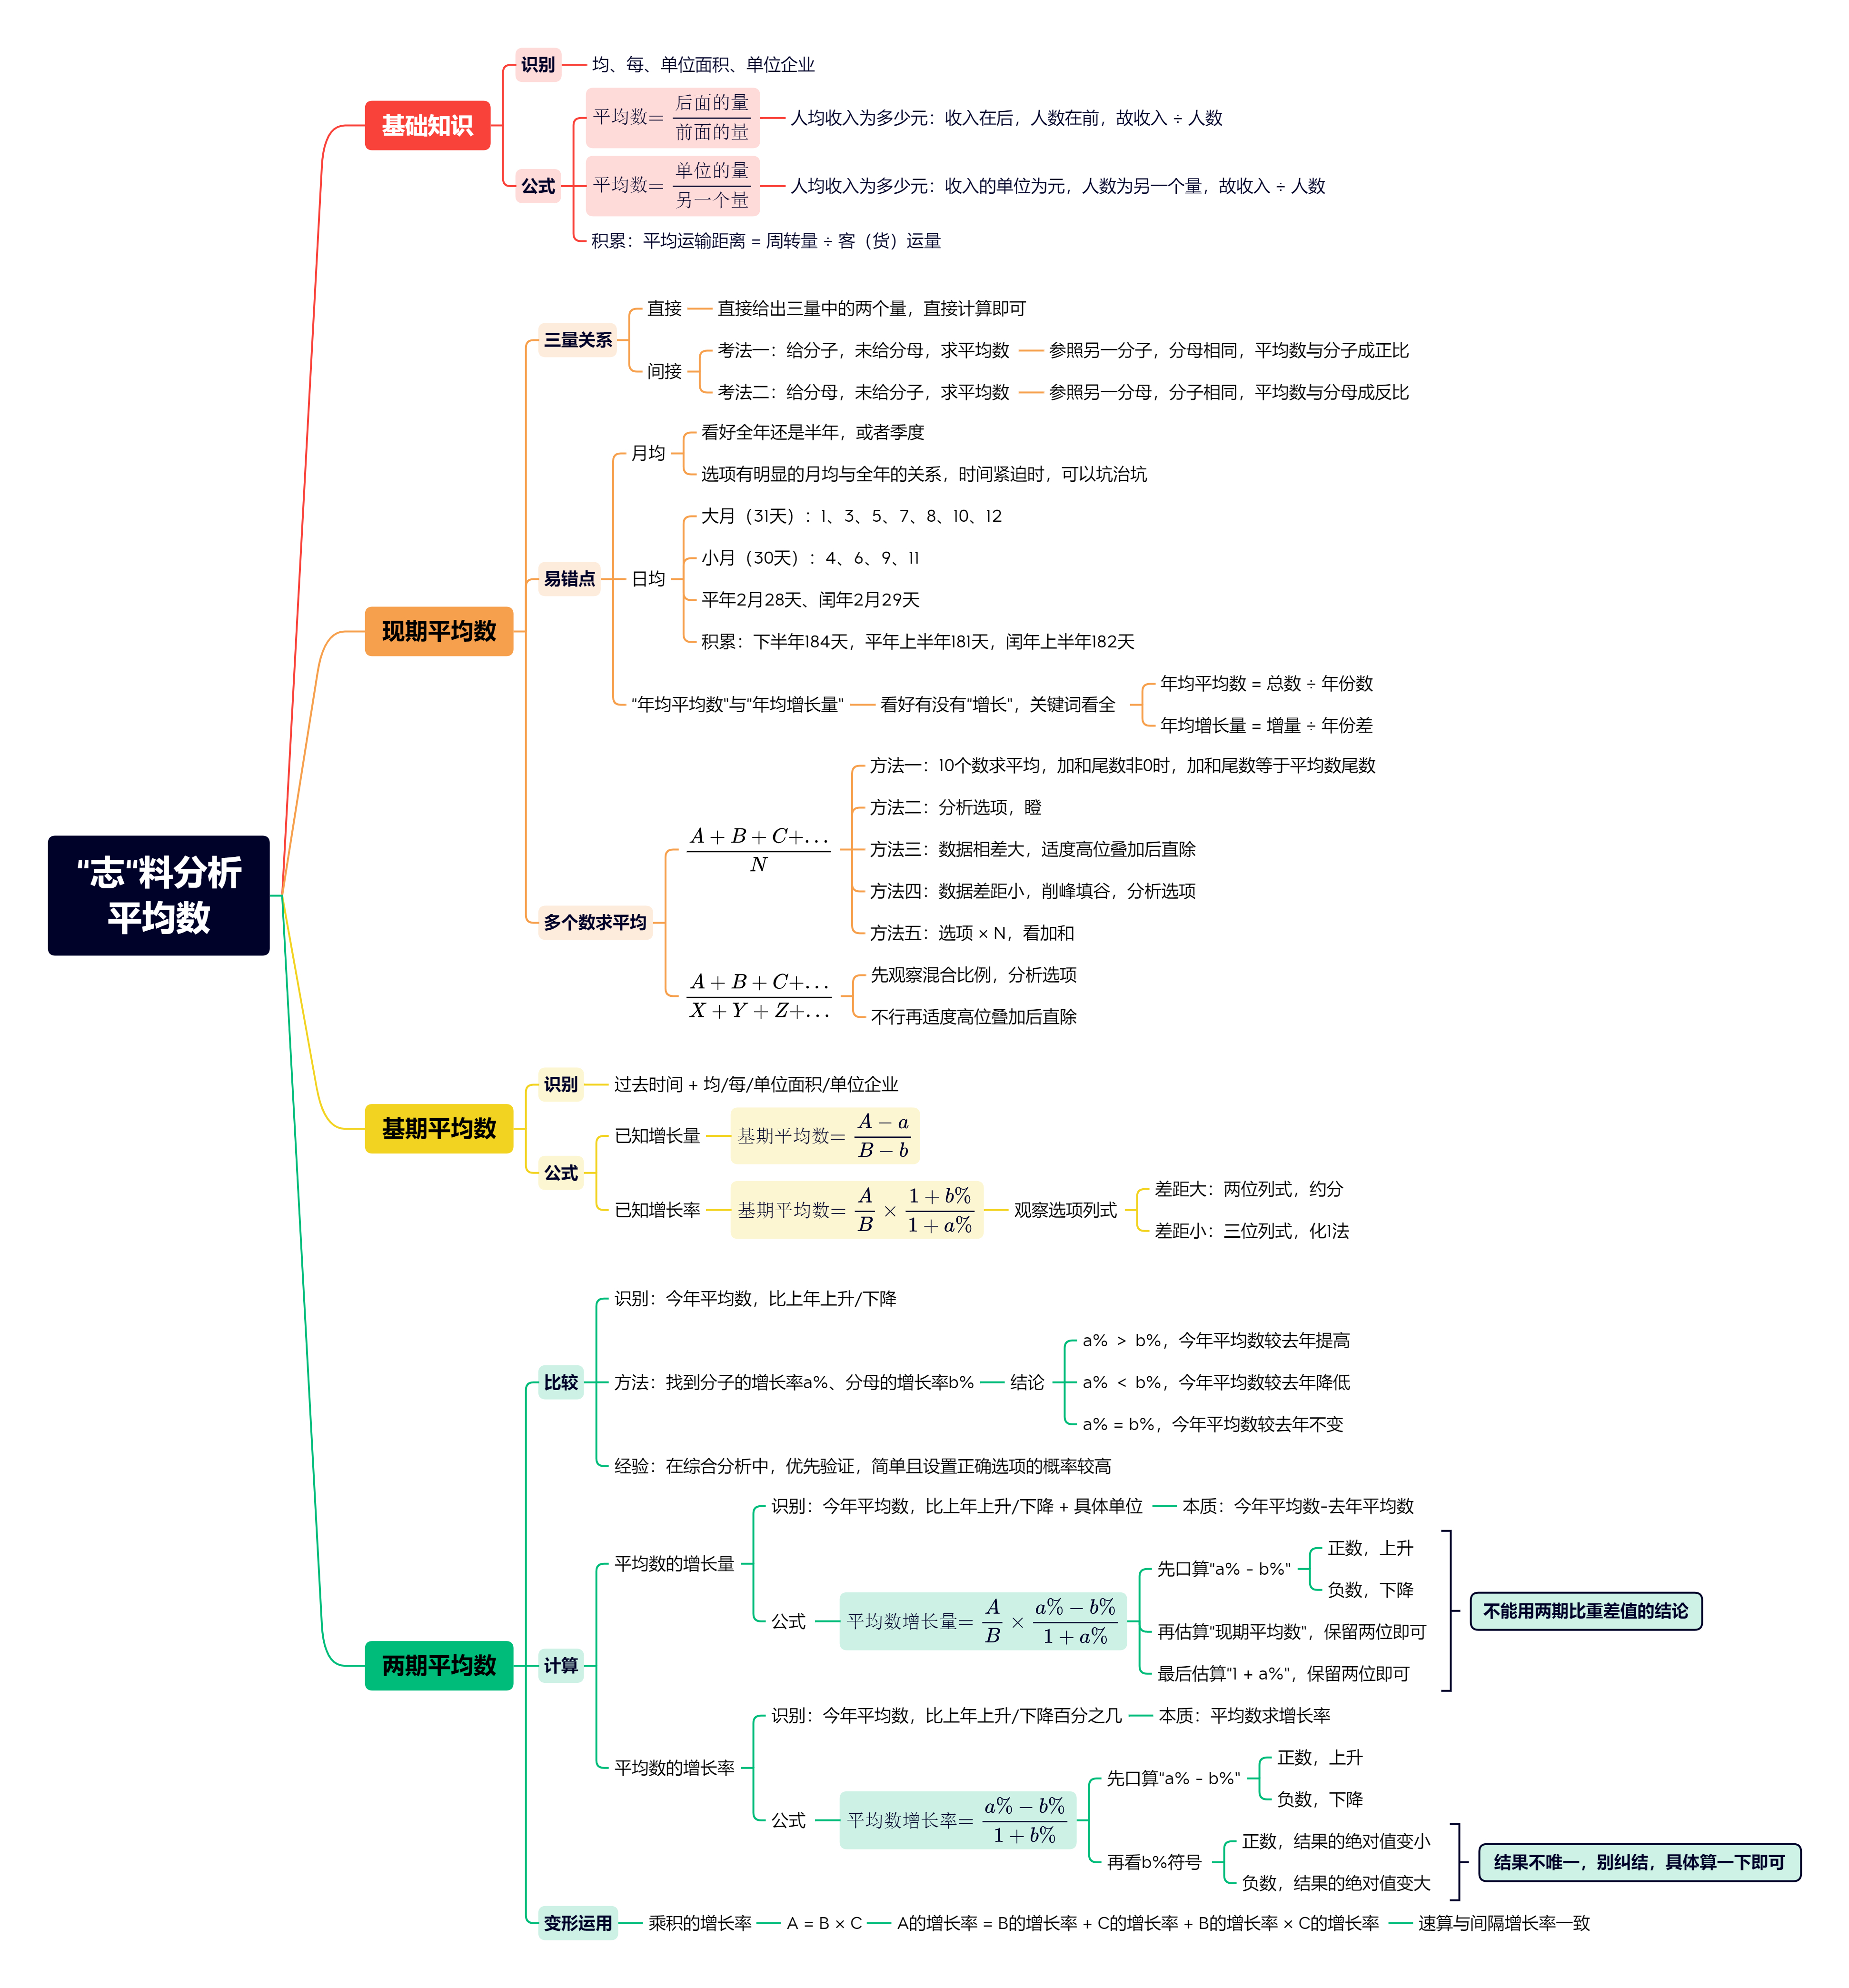 “志“料分析
平均数
基础知识
识别
均、每、单位面积、单位企业
公式
平均数= 后面的量 / 前面的量
人均收入为多少元：收入在后，人数在前，故收入 ÷ 人数
平均数= 单位的量 / 另一个量
人均收入为多少元：收入的单位为元，人数为另一个量，故收入 ÷ 人数
积累：平均运输距离 = 周转量 ÷ 客（货）运量
现期平均数
三量关系
直接
直接给出三量中的两个量，直接计算即可
间接
考法一：给分子，未给分母，求平均数
参照另一分子，分母相同，平均数与分子成正比
考法二：给分母，未给分子，求平均数
参照另一分母，分子相同，平均数与分母成反比
易错点
月均
看好全年还是半年，或者季度
选项有明显的月均与全年的关系，时间紧迫时，可以坑治坑
日均
大月（31天）：1、3、5、7、8、10、12
小月（30天）：4、6、9、11
平年2月28天、闰年2月29天
积累：下半年184天，平年上半年181天，闰年上半年182天
“年均平均数"与"年均增长量"
看好有没有"增长"，关键词看全
年均平均数 = 总数 ÷ 年份数
年均增长量 = 增量 ÷ 年份差
多个数求平均
A + B + C+... / N
方法一：10个数求平均，加和尾数非0时，加和尾数等于平均数尾数
方法二：分析选项，瞪
方法三：数据相差大，适度高位叠加后直除
方法四：数据差距小，削峰填谷，分析选项
方法五：选项 × N，看加和
A + B + C+... / X + Y + Z+...
先观察混合比例，分析选项
不行再适度高位叠加后直除
基期平均数
识别
过去时间 + 均/每/单位面积/单位企业
公式
已知增长量
基期平均数= A − a / B − b
已知增长率
基期平均数= A / B × 1 + b% / 1 + a%
观察选项列式
差距大：两位列式，约分
差距小：三位列式，化1法
两期平均数
比较
识别：今年平均数，比上年上升/下降
方法：找到分子的增长率a%、分母的增长率b%
结论
a% > b%，今年平均数较去年提高
a% < b%，今年平均数较去年降低
a% = b%，今年平均数较去年不变
经验：在综合分析中，优先验证，简单且设置正确选项的概率较高
计算
平均数的增长量
识别：今年平均数，比上年上升/下降 + 具体单位
本质：今年平均数-去年平均数
公式
平均数增长量= A / B × a% − b% / 1 + a%
先口算"a% - b%"
正数，上升
负数，下降
再估算"现期平均数"，保留两位即可
最后估算"1 + a%"，保留两位即可
不能用两期比重差值的结论
平均数的增长率
识别：今年平均数，比上年上升/下降百分之几
本质：平均数求增长率
公式
平均数增长率= a% − b% / 1 + b%
先口算"a% - b%"
正数，上升
负数，下降
再看b%符号
正数，结果的绝对值变小
负数，结果的绝对值变大
结果不唯一，别纠结，具体算一下即可
变形运用
乘积的增长率
A = B × C
A的增长率 = B的增长率 + C的增长率 + B的增长率 × C的增长率
速算与间隔增长率一致